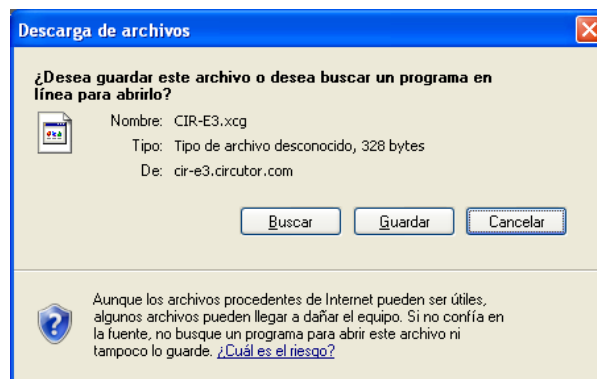 Descarga de archivos
¿Desea guardar este archivo o desea buscar un programa en
línea para abrirlo?
Nombre: CIR-E3.xcg
Tipo: Tipo de archivo desconocido, 328 bytes
De: cir-e3.circutor.com
Buscar Guardar Cancelar
Aunque los archivos procedentes de Internet pueden ser útiles,
algunos archivos pueden llegar a dañar el equipo. Si no confía en
la fuente, no busque un programa para abrir este archivo ni
tampoco lo guarde. ¿Cuál es el riesgo?